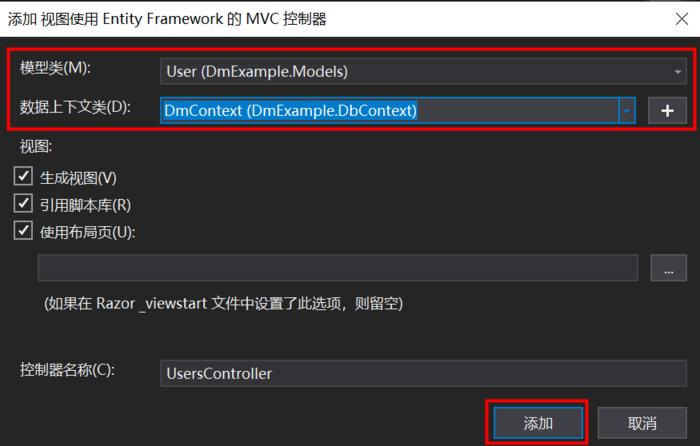 添加 视图使用 Entity Framework 的 MVC 控制器
模型类(M):
User (DmExample.Models)
数据上下文类(D):
DmContext (DmExample.DbContext)
+
视图:
生成视图(V)
引用脚本库(R)
使用布局页(U):
...
(如果在 Razor _viewstart 文件中设置了此选项，则留空)
控制器名称(C):
UsersController
添加
取消